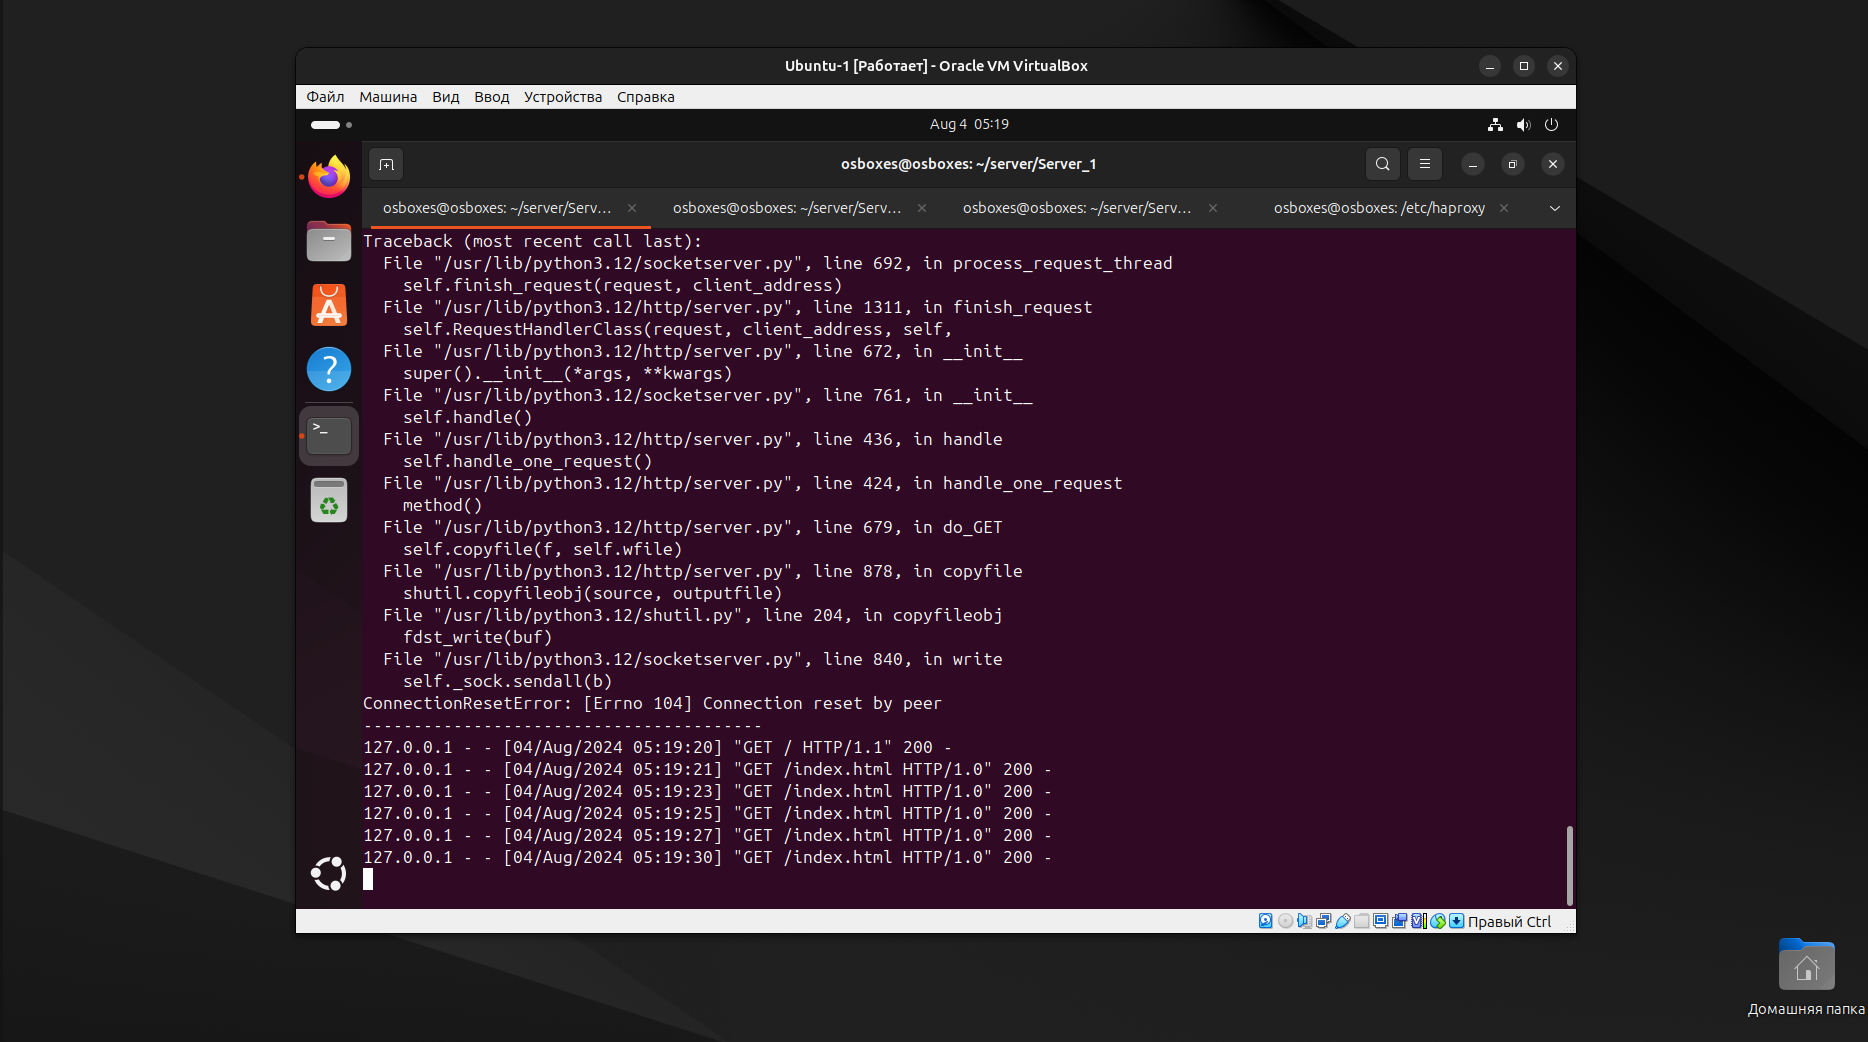 Ubuntu-1 [Работает] - Oracle VM VirtualBox
Файл Машина Вид Ввод Устройства Справка
Aug 4 05:19
osboxes@osboxes: ~/server/Server_1
osboxes@osboxes: ~/server/Serv... osboxes@osboxes: ~/server/Serv... osboxes@osboxes: ~/server/Serv... osboxes@osboxes: /etc/haproxy
Traceback (most recent call last):
  File "/usr/lib/python3.12/socketserver.py", line 692, in process_request_thread
    self.finish_request(request, client_address)
  File "/usr/lib/python3.12/http/server.py", line 1311, in finish_request
    self.RequestHandlerClass(request, client_address, self,
  File "/usr/lib/python3.12/http/server.py", line 672, in __init__
    super().__init__(*args, **kwargs)
  File "/usr/lib/python3.12/socketserver.py", line 761, in __init__
    self.handle()
  File "/usr/lib/python3.12/http/server.py", line 436, in handle
    self.handle_one_request()
  File "/usr/lib/python3.12/http/server.py", line 424, in handle_one_request
    method()
  File "/usr/lib/python3.12/http/server.py", line 679, in do_GET
    self.copyfile(f, self.wfile)
  File "/usr/lib/python3.12/http/server.py", line 878, in copyfile
    shutil.copyfileobj(source, outputfile)
  File "/usr/lib/python3.12/shutil.py", line 204, in copyfileobj
    fdst_write(buf)
  File "/usr/lib/python3.12/socketserver.py", line 840, in write
    self._sock.sendall(b)
ConnectionResetError: [Errno 104] Connection reset by peer
----------------------------------------
127.0.0.1 - - [04/Aug/2024 05:19:20] "GET / HTTP/1.1" 200 -
127.0.0.1 - - [04/Aug/2024 05:19:21] "GET /index.html HTTP/1.0" 200 -
127.0.0.1 - - [04/Aug/2024 05:19:23] "GET /index.html HTTP/1.0" 200 -
127.0.0.1 - - [04/Aug/2024 05:19:25] "GET /index.html HTTP/1.0" 200 -
127.0.0.1 - - [04/Aug/2024 05:19:27] "GET /index.html HTTP/1.0" 200 -
127.0.0.1 - - [04/Aug/2024 05:19:30] "GET /index.html HTTP/1.0" 200 -
Правый Ctrl
Домашняя папка